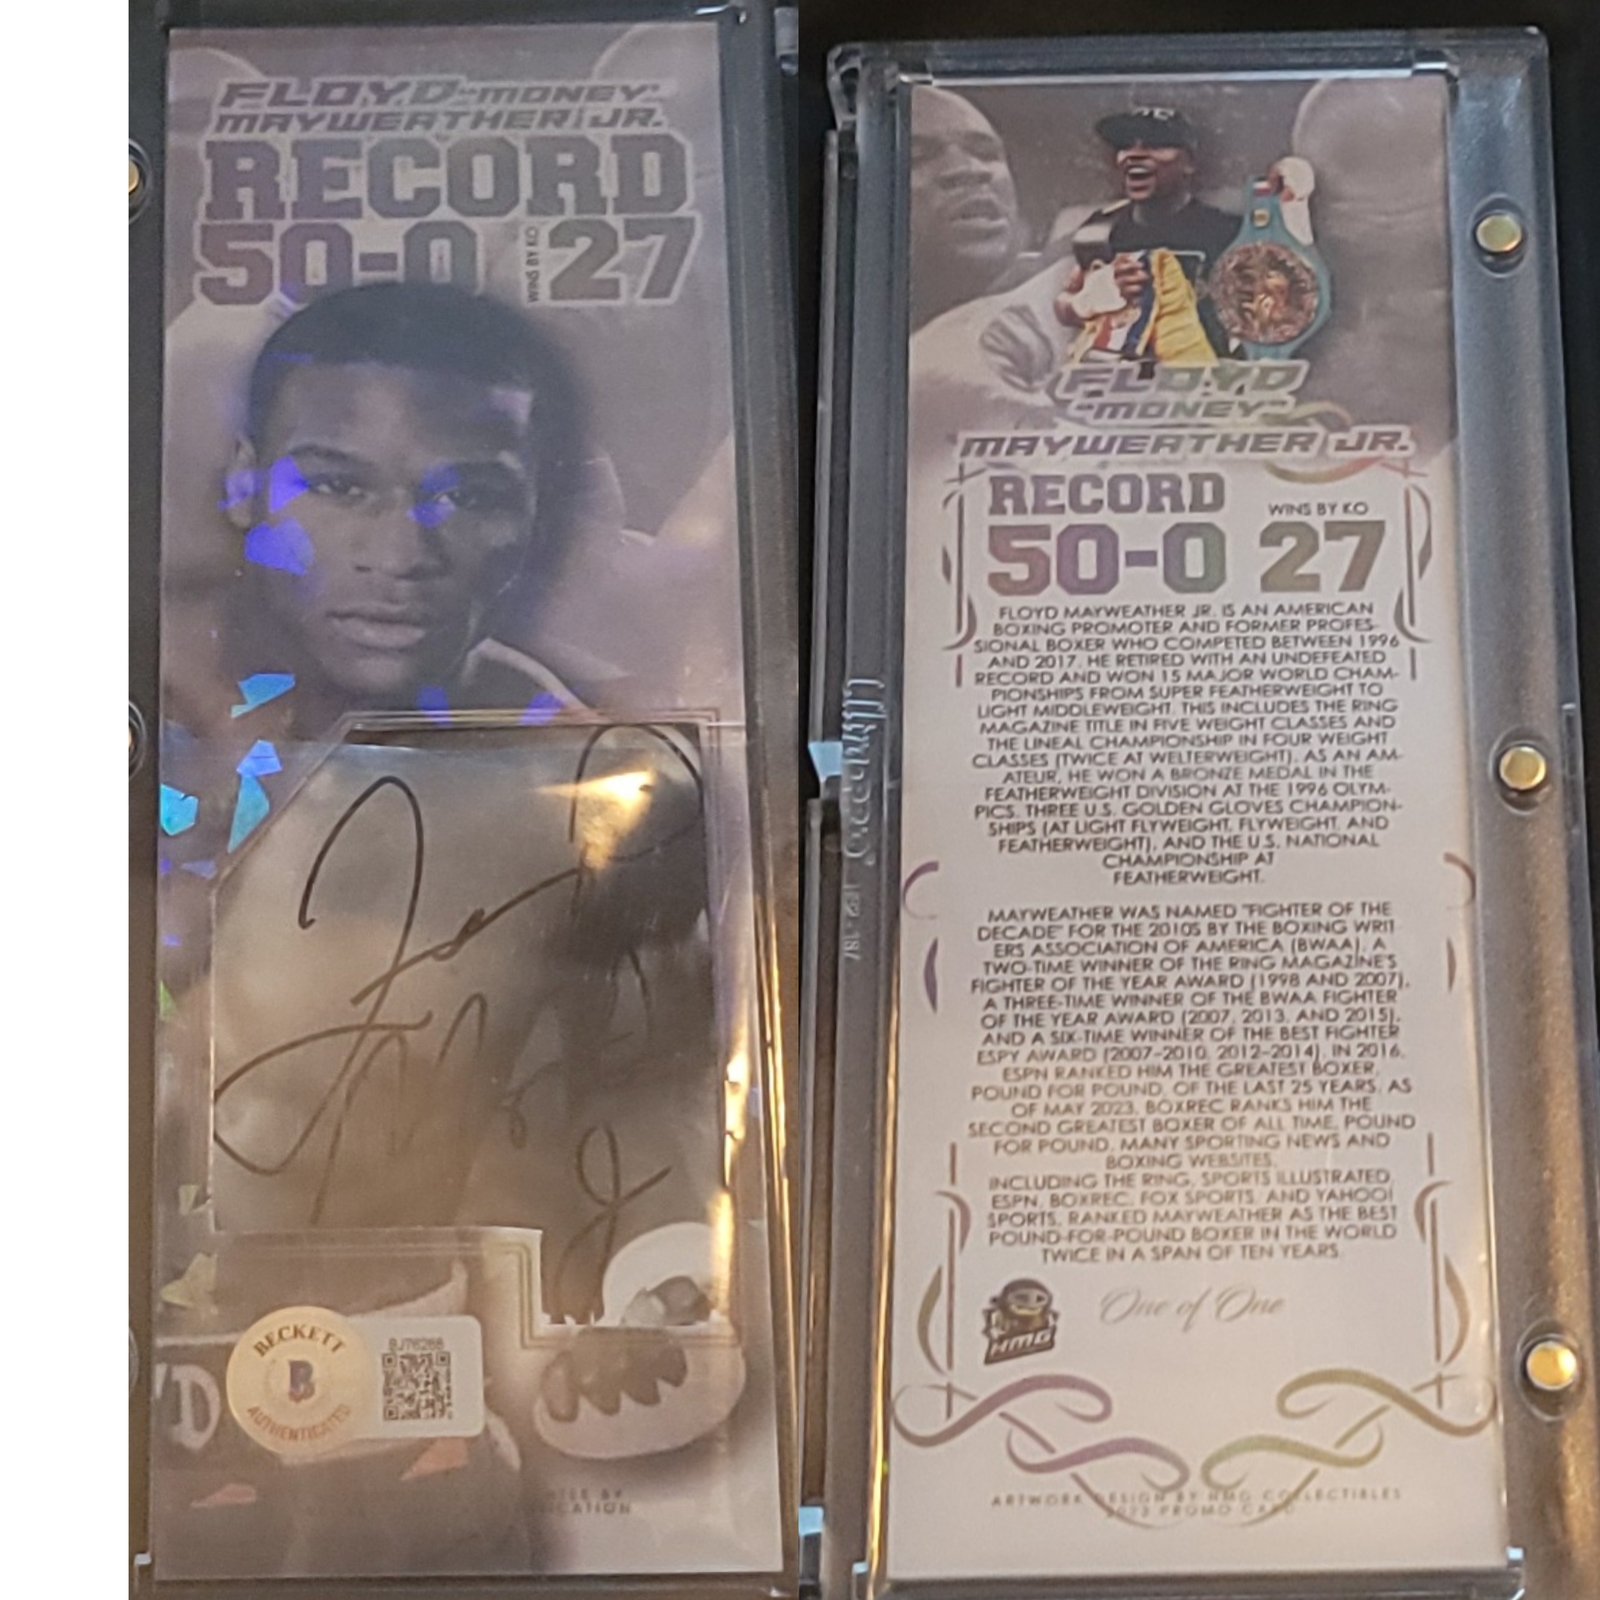 FLOYD "MONEY"
MAYWEATHER JR.
RECORD
50-0 WINS BY KO 27
BECKETT
B
AUTHENTICATED
BJ76268
FLOYD
"MONEY"
MAYWEATHER JR.
RECORD
WINS BY KO
50-0 27
FLOYD MAYWEATHER JR. IS AN AMERICAN
BOXING PROMOTER AND FORMER PROFES-
SIONAL BOXER WHO COMPETED BETWEEN 1996
AND 2017. HE RETIRED WITH AN UNDEFEATED
RECORD AND WON 15 MAJOR WORLD CHAM-
PIONSHIPS FROM SUPER FEATHERWEIGHT TO
LIGHT MIDDLEWEIGHT. THIS INCLUDES THE RING
MAGAZINE TITLE IN FIVE WEIGHT CLASSES AND
THE LINEAL CHAMPIONSHIP IN FOUR WEIGHT
CLASSES (TWICE AT WELTERWEIGHT). AS AN AM-
ATEUR, HE WON A BRONZE MEDAL IN THE
FEATHERWEIGHT DIVISION AT THE 1996 OLYM-
PICS, THREE U.S. GOLDEN GLOVES CHAMPION-
SHIPS (AT LIGHT FLYWEIGHT, FLYWEIGHT, AND
FEATHERWEIGHT), AND THE U.S. NATIONAL
CHAMPIONSHIP AT
FEATHERWEIGHT.
MAYWEATHER WAS NAMED "FIGHTER OF THE
DECADE" FOR THE 2010S BY THE BOXING WRIT
ERS ASSOCIATION OF AMERICA (BWAA), A
TWO-TIME WINNER OF THE RING MAGAZINE'S
FIGHTER OF THE YEAR AWARD (1998 AND 2007),
A THREE-TIME WINNER OF THE BWAA FIGHTER
OF THE YEAR AWARD (2007, 2013, AND 2015),
AND A SIX-TIME WINNER OF THE BEST FIGHTER
ESPY AWARD (2007-2010, 2012-2014). IN 2016,
ESPN RANKED HIM THE GREATEST BOXER,
POUND FOR POUND, OF THE LAST 25 YEARS. AS
OF MAY 2023, BOXREC RANKS HIM THE
SECOND GREATEST BOXER OF ALL TIME, POUND
FOR POUND. MANY SPORTING NEWS AND
BOXING WEBSITES,
INCLUDING THE RING, SPORTS ILLUSTRATED,
ESPN, BOXREC, FOX SPORTS, AND YAHOO!
SPORTS, RANKED MAYWEATHER AS THE BEST
POUND-FOR-POUND BOXER IN THE WORLD
TWICE IN A SPAN OF TEN YEARS.
HMG
One of One
ARTWORK DESIGN BY HMG COLLECTIBLES
2023 PROMO CARD